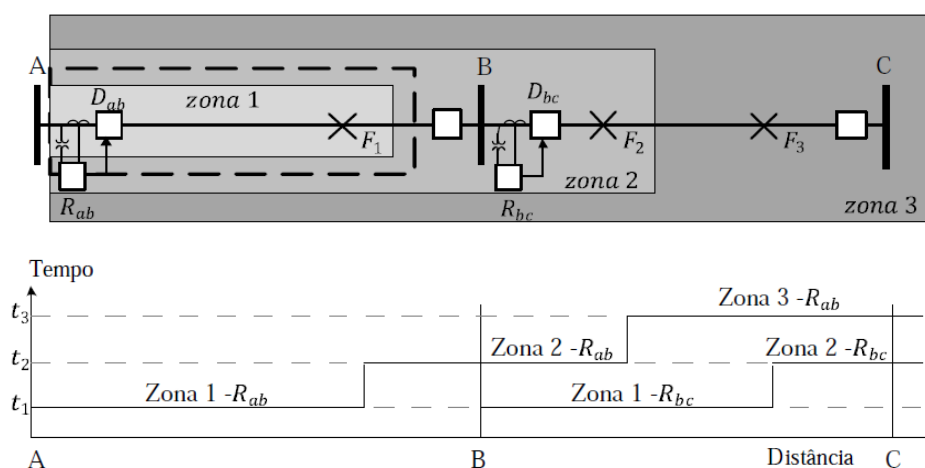 A
B
C
D_ab
zona 1
D_bc
F_1
F_2
F_3
zona 2
R_ab
R_bc
zona 3
Tempo
t_3
Zona 3 -R_ab
t_2
Zona 2 -R_ab
Zona 2 -R_bc
t_1
Zona 1 -R_ab
Zona 1 -R_bc
A
B
Distância
C